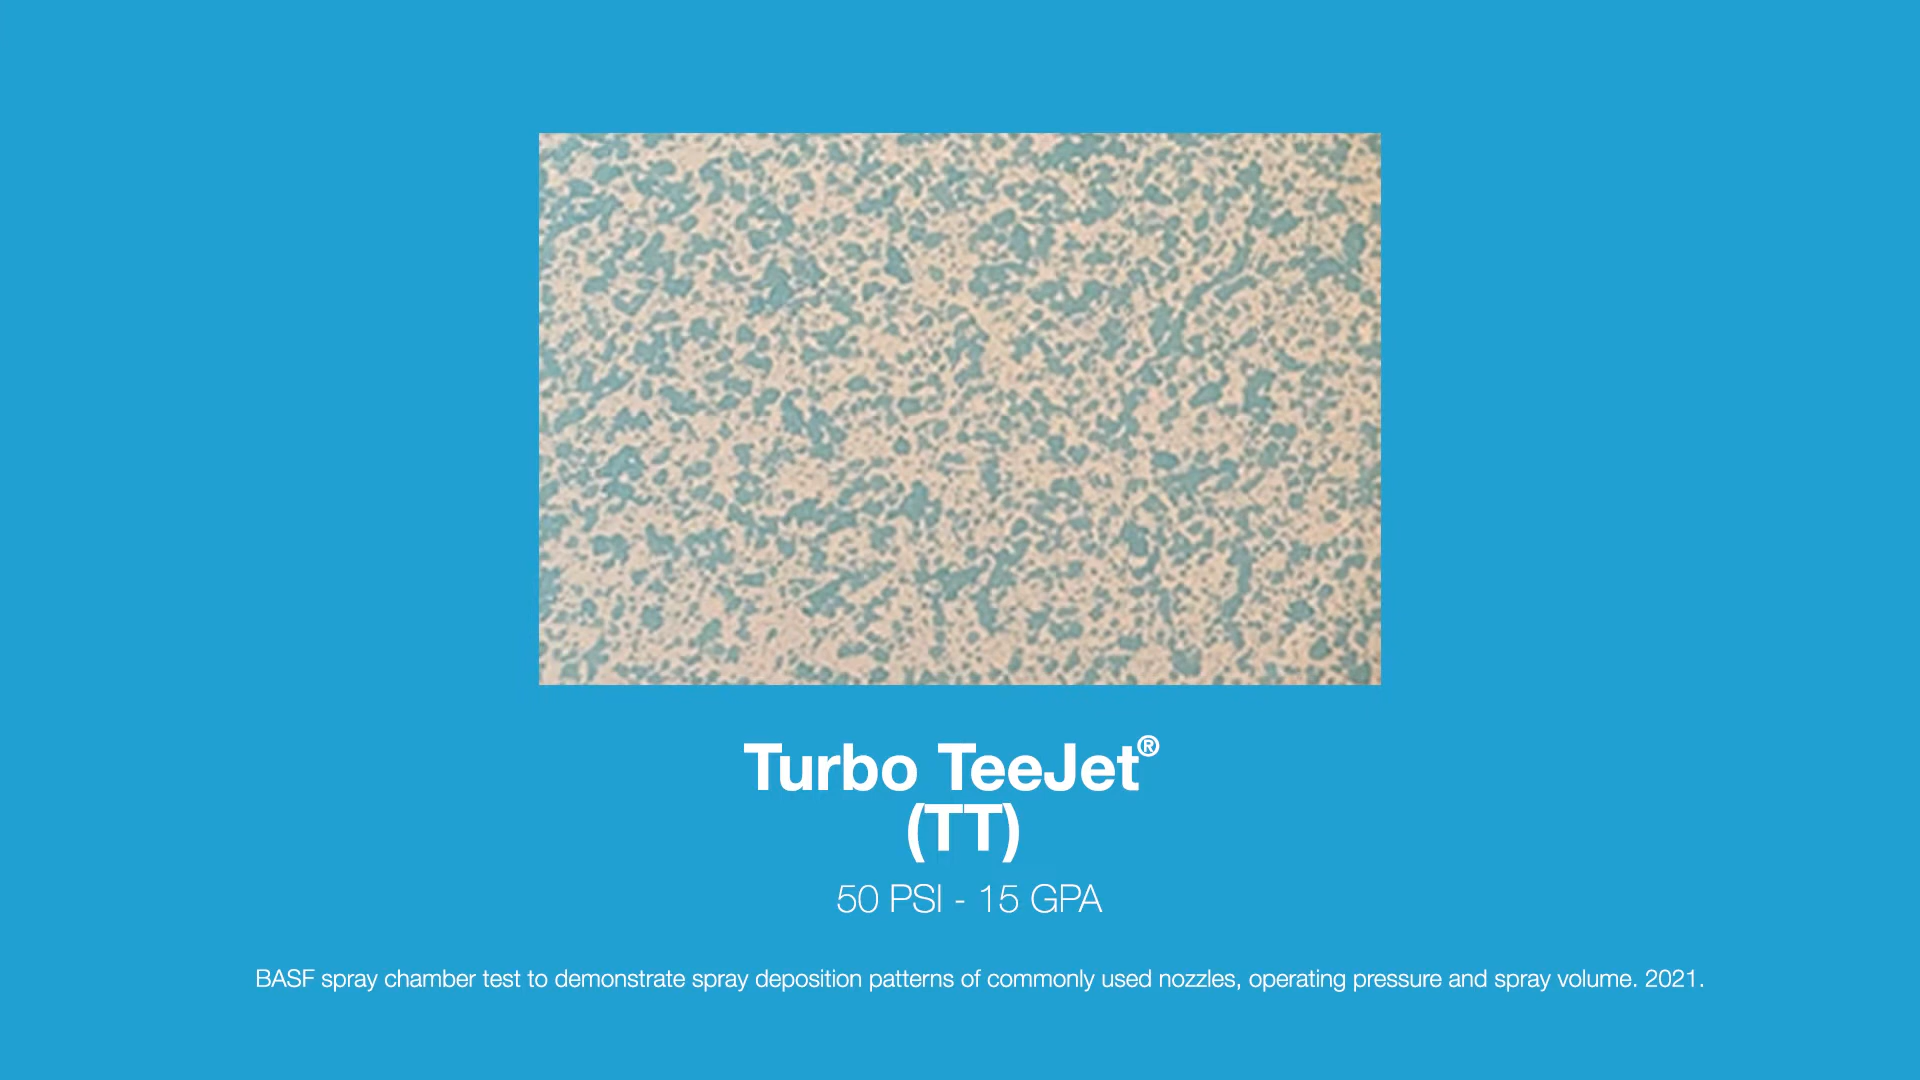 Turbo TeeJet®
(TT)
50 PSI - 15 GPA
BASF spray chamber test to demonstrate spray deposition patterns of commonly used nozzles, operating pressure and spray volume. 2021.